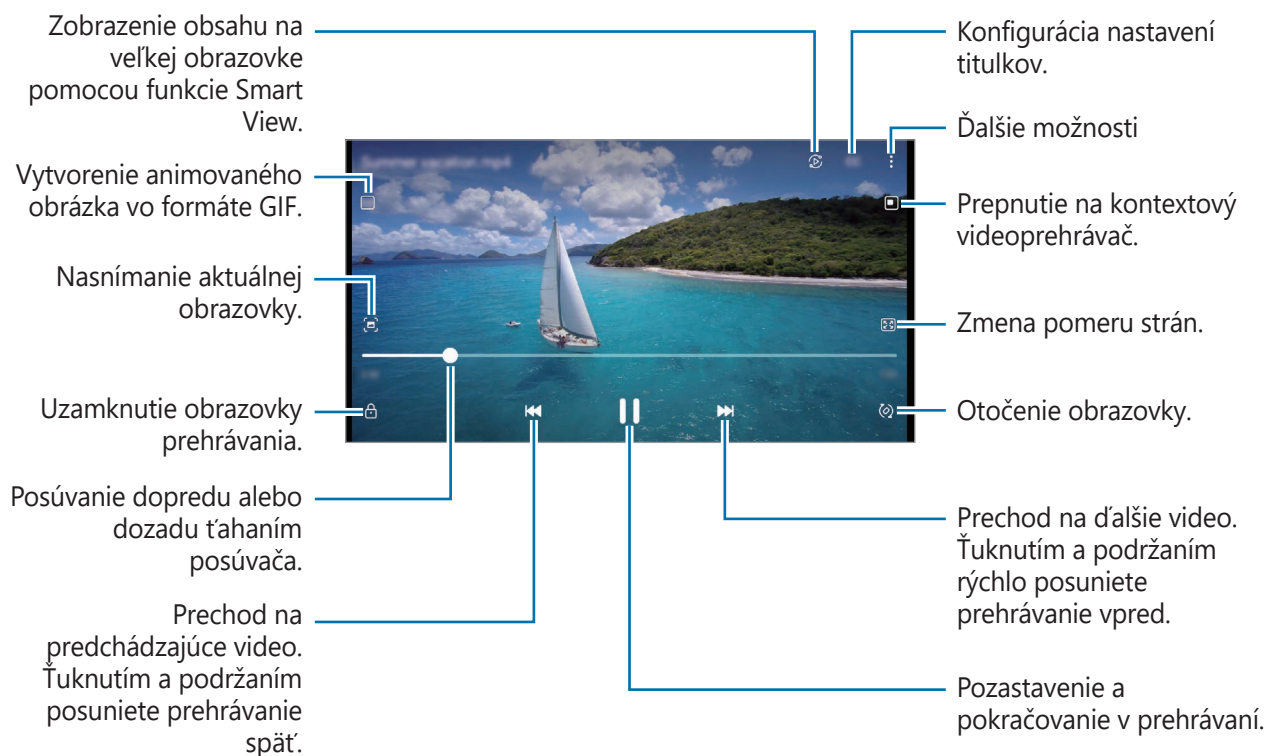 Zobrazenie obsahu na
veľkej obrazovke
pomocou funkcie Smart
View.
Vytvorenie animovaného
obrázka vo formáte GIF.
Nasnímanie aktuálnej
obrazovky.
Uzamknutie obrazovky
prehrávania.
Posúvanie dopredu alebo
dozadu ťahaním
posúvača.
Prechod na
predchádzajúce video.
Ťuknutím a podržaním
posuniete prehrávanie
späť.
Konfigurácia nastavení
titulkov.
Ďalšie možnosti
Prepnutie na kontextový
videoprehrávač.
Zmena pomeru strán.
Otočenie obrazovky.
Prechod na ďalšie video.
Ťuknutím a podržaním
rýchlo posuniete
prehrávanie vpred.
Pozastavenie a
pokračovanie v prehrávaní.